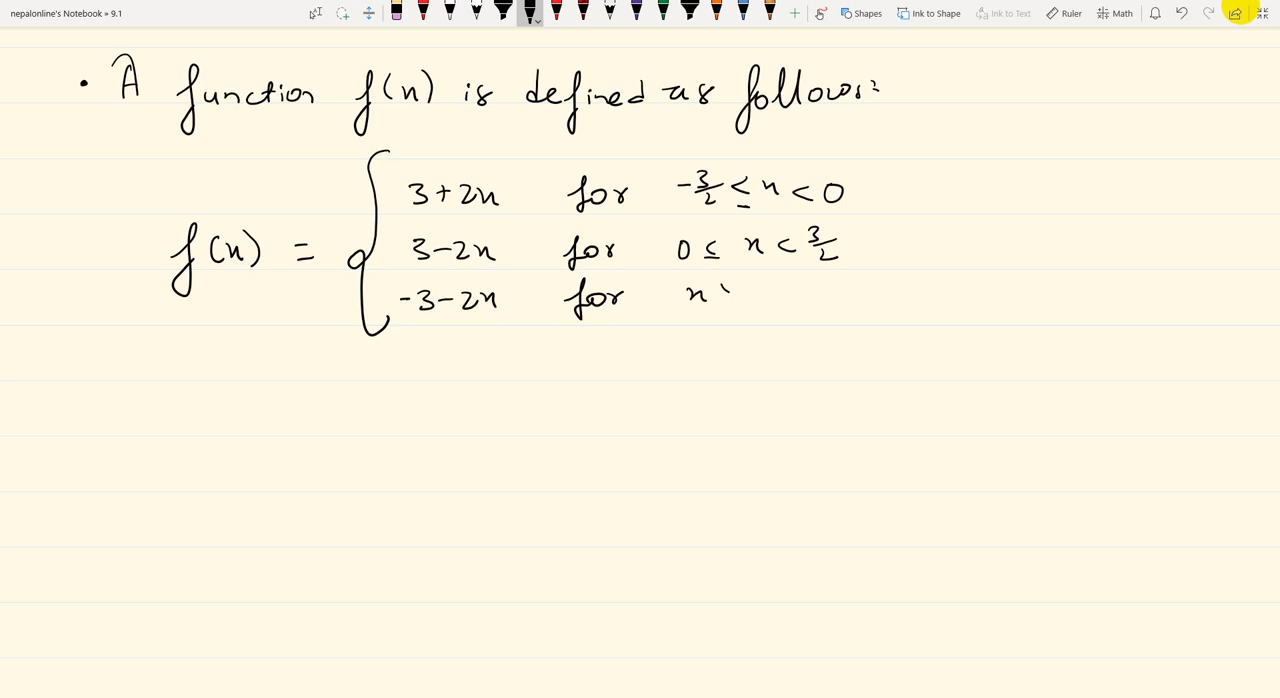 nepalonline's Notebook » 9.1
Shapes Ink to Shape Ink to Text Ruler Math
• A function f(x) is defined as follows:
f(x) = { 3+2x for -3/2 ≤ x < 0
3-2x for 0 ≤ x < 3/2
-3-2x for x